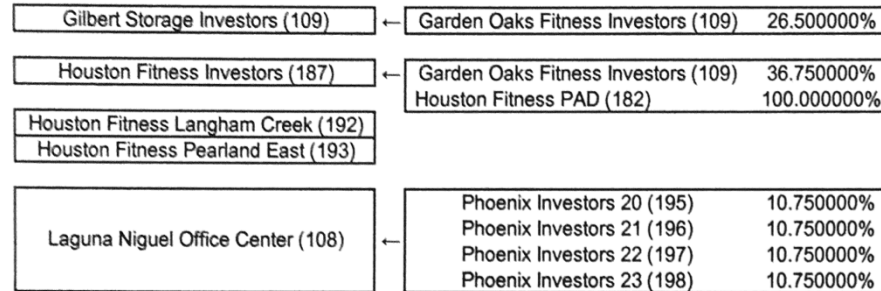 Gilbert Storage Investors (109) ← Garden Oaks Fitness Investors (109) 26.500000%
Houston Fitness Investors (187) ← Garden Oaks Fitness Investors (109) 36.750000%
Houston Fitness PAD (182) 100.000000%
Houston Fitness Langham Creek (192)
Houston Fitness Pearland East (193)
Laguna Niguel Office Center (108) ← Phoenix Investors 20 (195) 10.750000%
Phoenix Investors 21 (196) 10.750000%
Phoenix Investors 22 (197) 10.750000%
Phoenix Investors 23 (198) 10.750000%